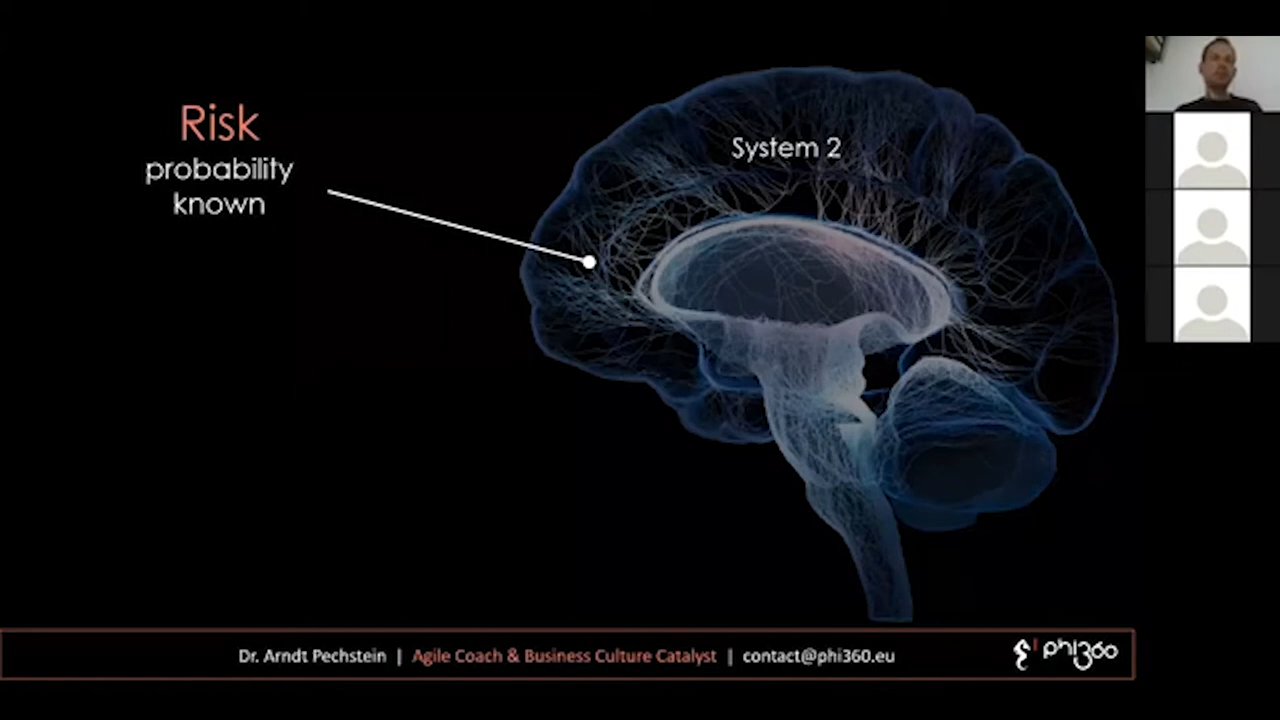 Risk
probability
known
System 2
Dr. Arndt Pechstein | Agile Coach & Business Culture Catalyst | contact@phi360.eu
phi360